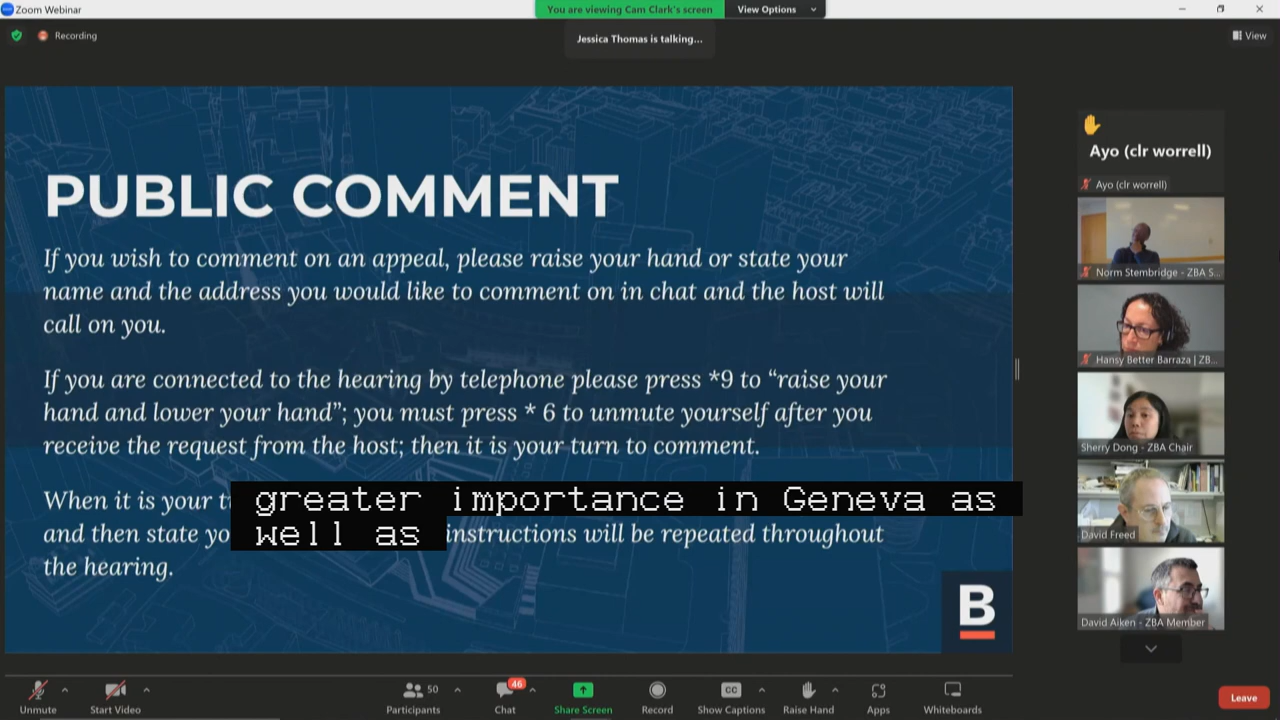 Zoom Webinar
You are viewing Cam Clark's screen
View Options
Recording
Jessica Thomas is talking...
View
PUBLIC COMMENT
If you wish to comment on an appeal, please raise your hand or state your
name and the address you would like to comment on in chat and the host will
call on you.
If you are connected to the hearing by telephone please press *9 to “raise your
hand and lower your hand”; you must press * 6 to unmute yourself after you
receive the request from the host; then it is your turn to comment.
When it is your
greater importance in Geneva as
well as
and then state
instructions will be repeated throughout
the hearing.
B
Ayo (clr worrell)
Ayo (clr worrell)
Norm Stembridge - ZBA S...
Hansy Better Barraza | ZB...
Sherry Dong - ZBA Chair
David Freed
David Aiken - ZBA Member
Unmute
Start Video
50
Participants
46
Chat
Share Screen
Record
CC
Show Captions
Raise Hand
Apps
Whiteboards
Leave